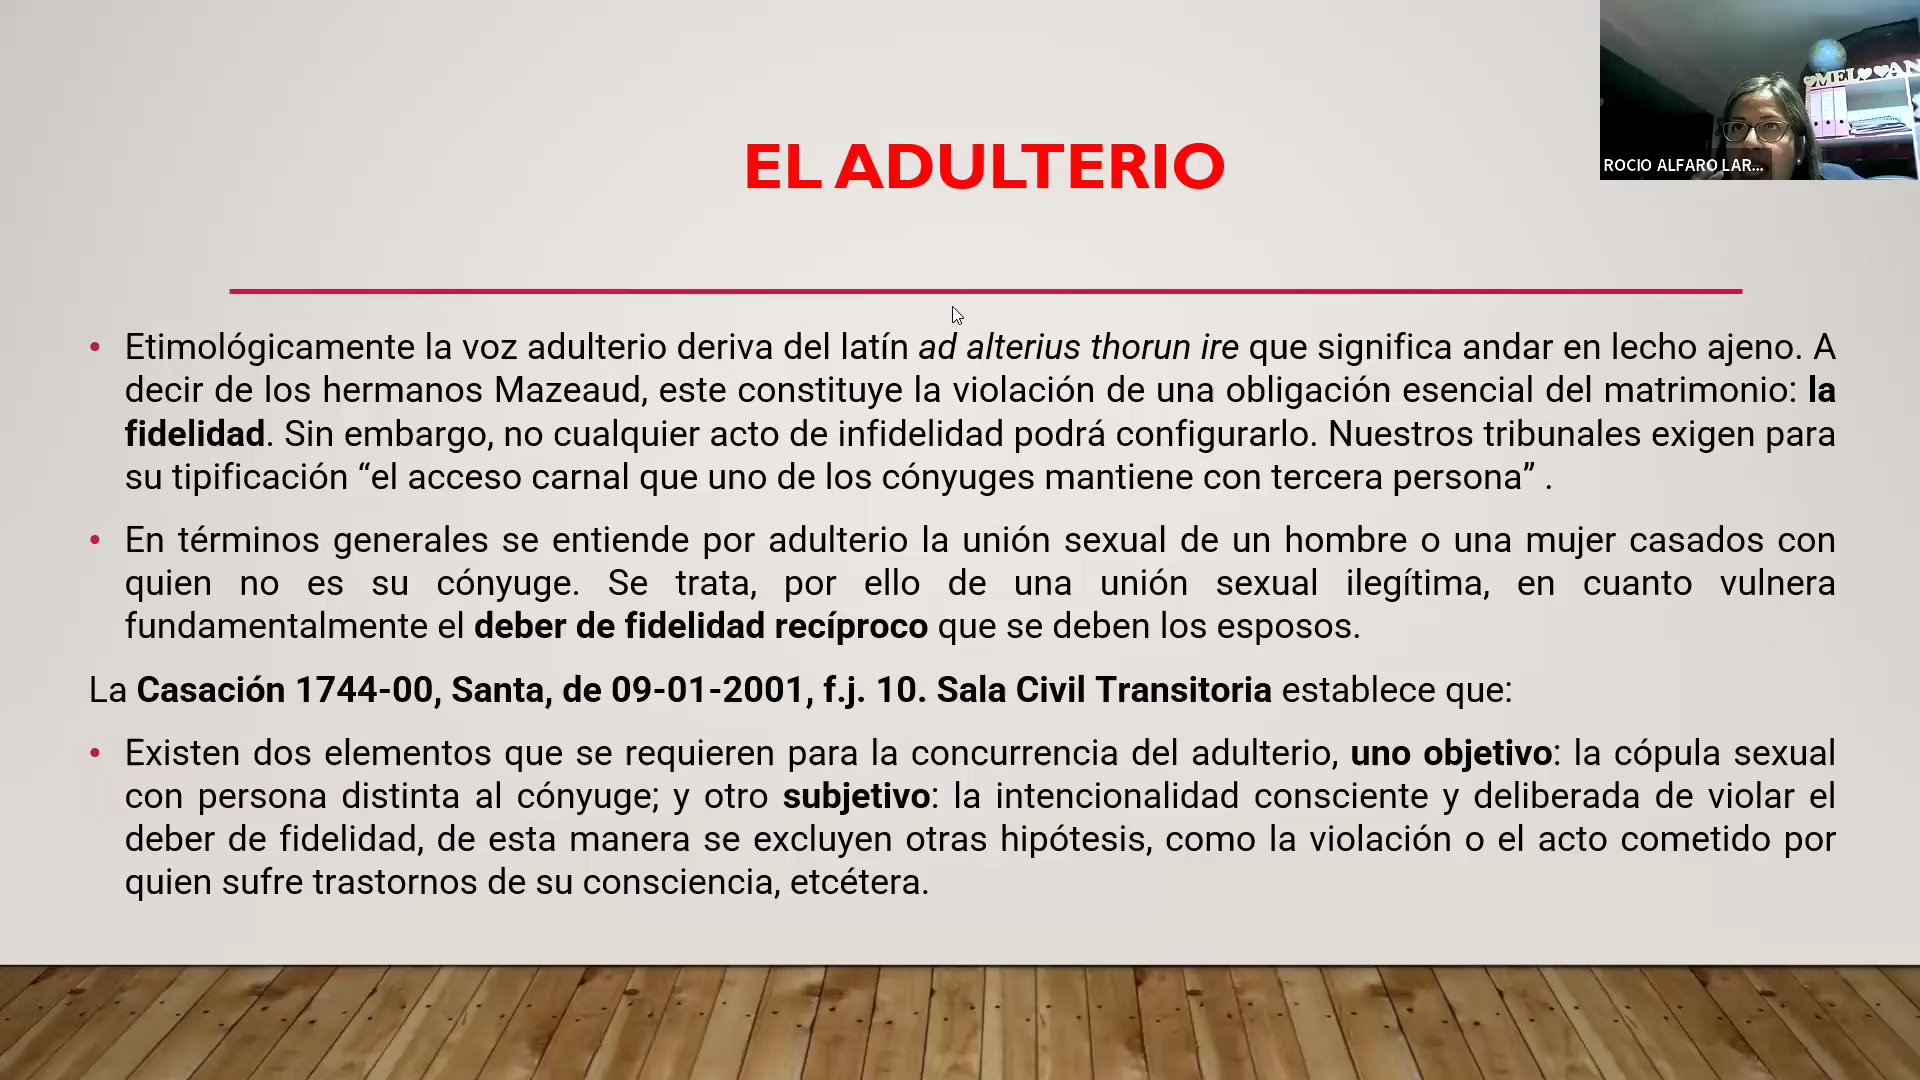 EL ADULTERIO
MEL AN
ROCIO ALFARO LAR...
• Etimológicamente la voz adulterio deriva del latín ad alterius thorun ire que significa andar en lecho ajeno. A
decir de los hermanos Mazeaud, este constituye la violación de una obligación esencial del matrimonio: la
fidelidad. Sin embargo, no cualquier acto de infidelidad podrá configurarlo. Nuestros tribunales exigen para
su tipificación “el acceso carnal que uno de los cónyuges mantiene con tercera persona” .
• En términos generales se entiende por adulterio la unión sexual de un hombre o una mujer casados con
quien no es su cónyuge. Se trata, por ello de una unión sexual ilegítima, en cuanto vulnera
fundamentalmente el deber de fidelidad recíproco que se deben los esposos.
La Casación 1744-00, Santa, de 09-01-2001, f.j. 10. Sala Civil Transitoria establece que:
• Existen dos elementos que se requieren para la concurrencia del adulterio, uno objetivo: la cópula sexual
con persona distinta al cónyuge; y otro subjetivo: la intencionalidad consciente y deliberada de violar el
deber de fidelidad, de esta manera se excluyen otras hipótesis, como la violación o el acto cometido por
quien sufre trastornos de su consciencia, etcétera.